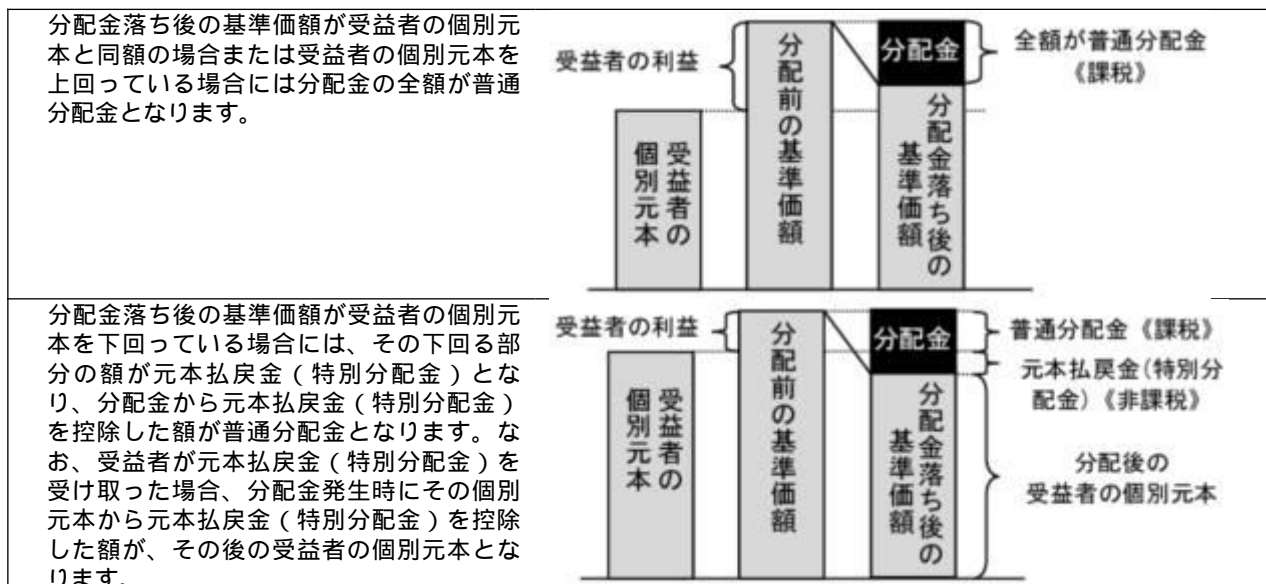 分配金落ち後の基準価額が受益者の個別元
本と同額の場合または受益者の個別元本を
上回っている場合には分配金の全額が普通
分配金となります。
受益者の利益
受益者の
個別元本
分配前の基準価額
分配金
分配金落ち後の
基準価額
全額が普通分配金
《課税》
分配金落ち後の基準価額が受益者の個別元
本を下回っている場合には、その下回る部
分の額が元本払戻金（特別分配金）とな
り、分配金から元本払戻金（特別分配金）
を控除した額が普通分配金となります。な
お、受益者が元本払戻金（特別分配金）を
受け取った場合、分配金発生時にその個別
元本から元本払戻金（特別分配金）を控除
した額が、その後の受益者の個別元本とな
ります。
受益者の利益
受益者の
個別元本
分配前の基準価額
分配金
分配金落ち後の
基準価額
普通分配金《課税》
元本払戻金(特別分
配金)《非課税》
分配後の
受益者の個別元本